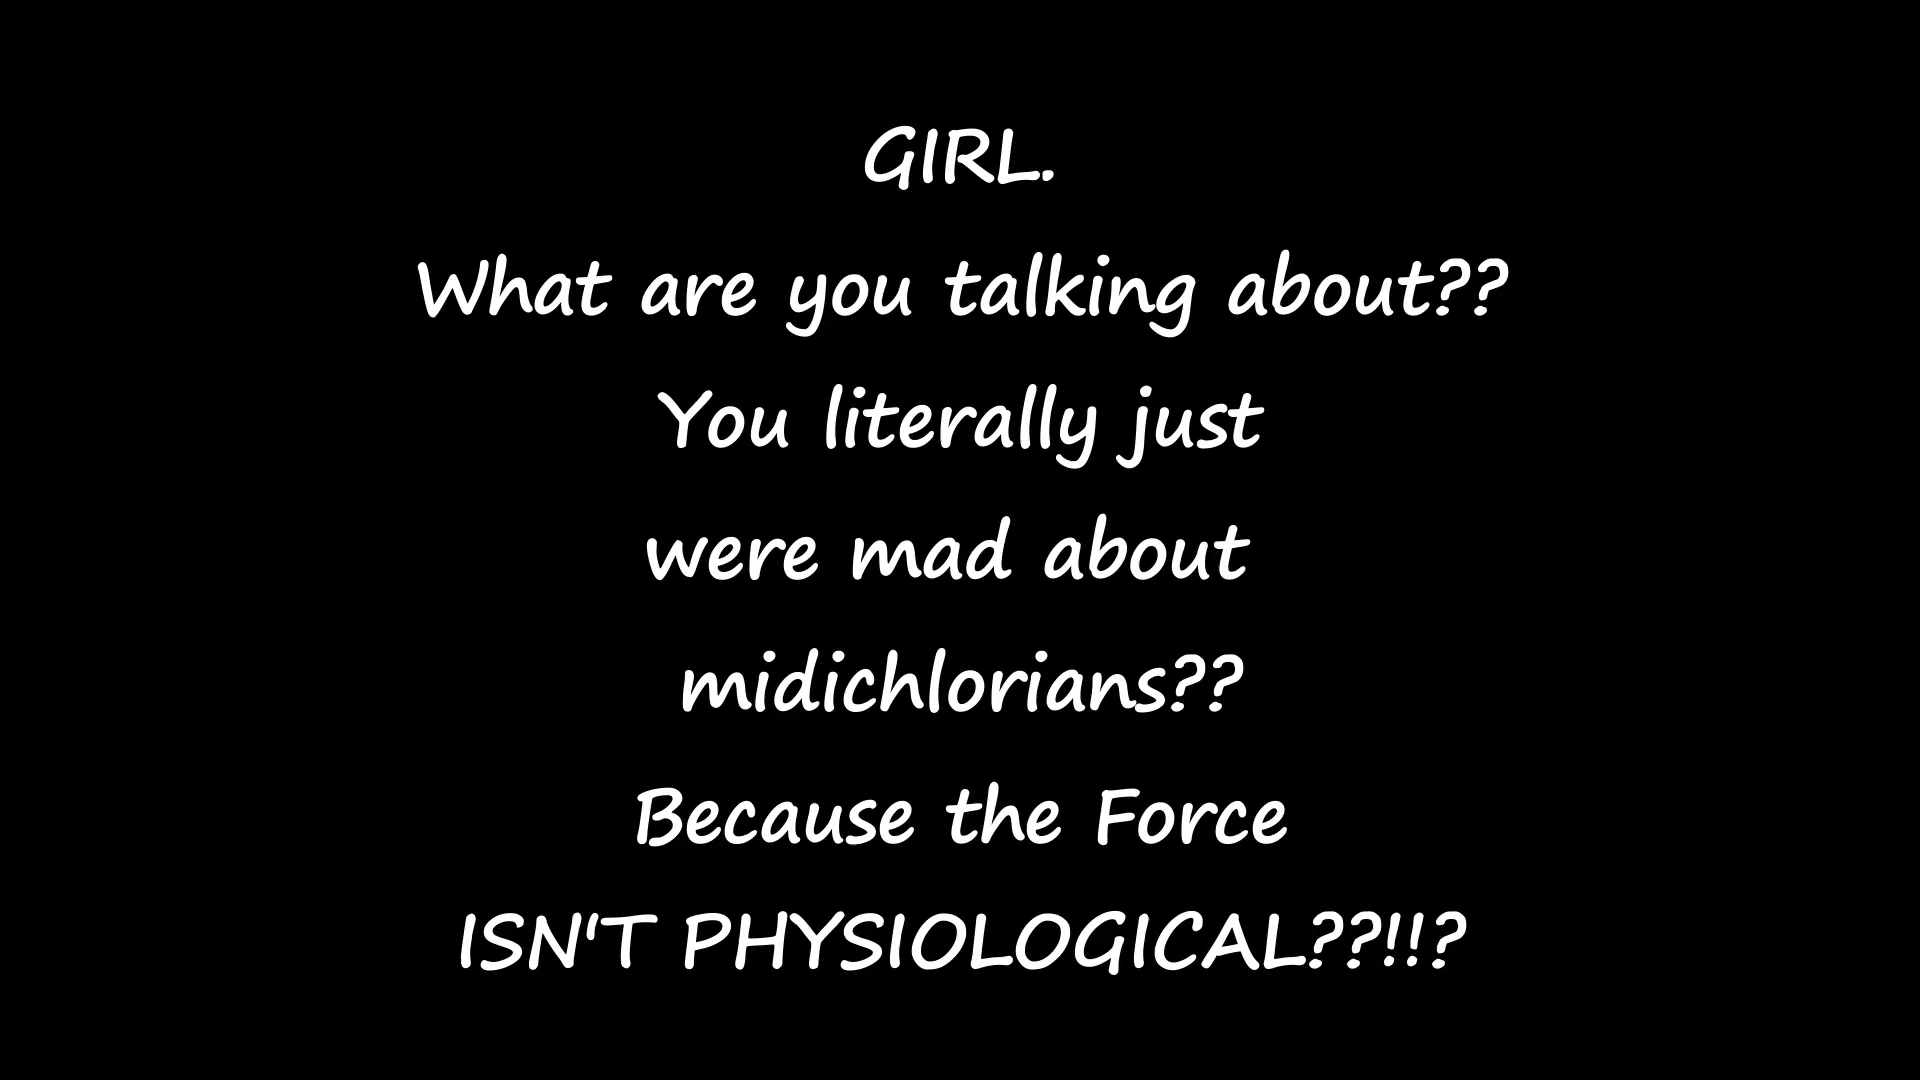 GIRL.
What are you talking about??
You literally just
were mad about
midichlorians??
Because the Force
ISN'T PHYSIOLOGICAL??!!?